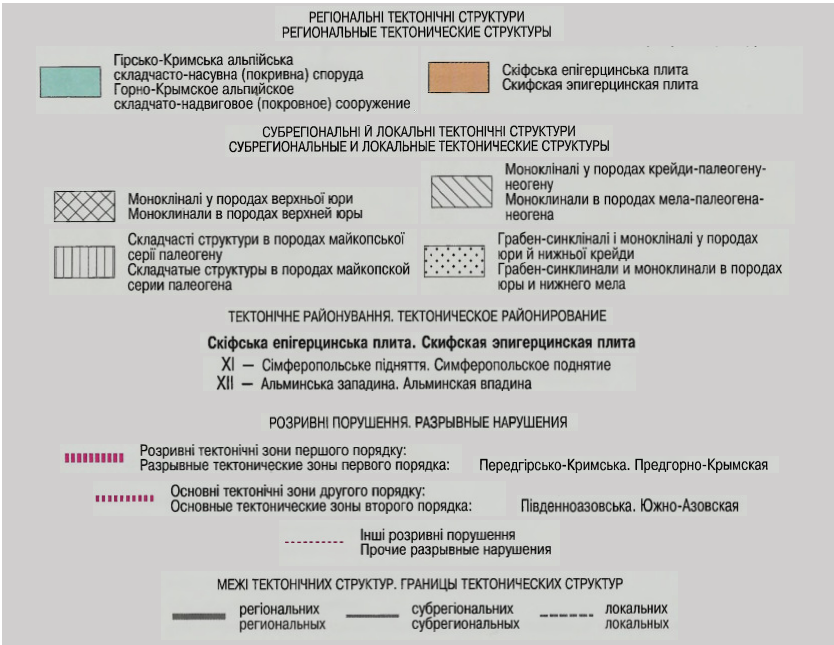 РЕГІОНАЛЬНІ ТЕКТОНІЧНІ СТРУКТУРИ
РЕГИОНАЛЬНЫЕ ТЕКТОНИЧЕСКИЕ СТРУКТУРЫ
Гірсько-Кримська альпійська
складчасто-насувна (покривна) споруда
Горно-Крымское альпийское
складчато-надвиговое (покровное) сооружение
Скіфська епігерцинська плита
Скифская эпигерцинская плита
СУБРЕГІОНАЛЬНІ Й ЛОКАЛЬНІ ТЕКТОНІЧНІ СТРУКТУРИ
СУБРЕГИОНАЛЬНЫЕ И ЛОКАЛЬНЫЕ ТЕКТОНИЧЕСКИЕ СТРУКТУРЫ
Монокліналі у породах верхньої юри
Моноклинали в породах верхней юры
Монокліналі у породах крейди-палеогену-
неогену
Моноклинали в породах мела-палеогена-
неогена
Складчасті структури в породах майкопської
серії палеогену
Складчатые структуры в породах майкопской
серии палеогена
Грабен-синкліналі і монокліналі у породах
юри й нижньої крейди
Грабен-синклинали и моноклинали в породах
юры и нижнего мела
ТЕКТОНІЧНЕ РАЙОНУВАННЯ. ТЕКТОНИЧЕСКОЕ РАЙОНИРОВАНИЕ
Скіфська епігерцинська плита. Скифская эпигерцинская плита
XI — Сімферопольське підняття. Симферопольское поднятие
XII — Альминська западина. Альминская впадина
РОЗРИВНІ ПОРУШЕННЯ. РАЗРЫВНЫЕ НАРУШЕНИЯ
Розривні тектонічні зони першого порядку:
Разрывные тектонические зоны первого порядка: Передгірсько-Кримська. Предгорно-Крымская
Основні тектонічні зони другого порядку:
Основные тектонические зоны второго порядка: Південноазовська. Южно-Азовская
Інші розривні порушення
Прочие разрывные нарушения
МЕЖІ ТЕКТОНІЧНИХ СТРУКТУР. ГРАНИЦЫ ТЕКТОНИЧЕСКИХ СТРУКТУР
регіональних
региональных
субрегіональних
субрегиональных
локальних
локальных